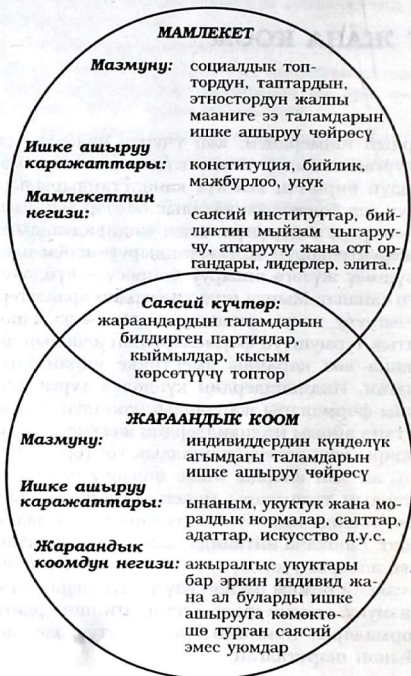 МАМЛЕКЕТ
Мазмуну: социалдык топ-
тордун, таптардын,
этностордун жалпы
мааниге ээ таламдарын
ишке ашыруу чөйрөсү
Ишке ашыруу
каражаттары: конституция, бийлик,
мажбурлоо, укук
Мамлекеттин
негизи: саясий институттар, бий-
ликтин мыйзам чыгаруу-
чу, аткаруучу жана сот ор-
гандары, лидерлер, элита...
Саясий күчтөр:
жараандардын таламдарын
билдирген партиялар,
кыймылдар, кысым
көрсөтүүчү топтор
ЖАРАНДЫК КООМ
Мазмуну: индивиддердин күндөлүк
агымдагы таламдарын
ишке ашыруу чөйрөсү
Ишке ашыруу
каражаттары: ынаным, укуктук жана мо-
ралдык нормалар, салттар,
адаттар, искусство д.у.с.
Жараандык
коомдун негизи: ажыралгыс укуктары
бар эркин индивид жа-
на ал буларды ишке
ашырууга көмөктө-
шө турган саясий
эмес уюмдар